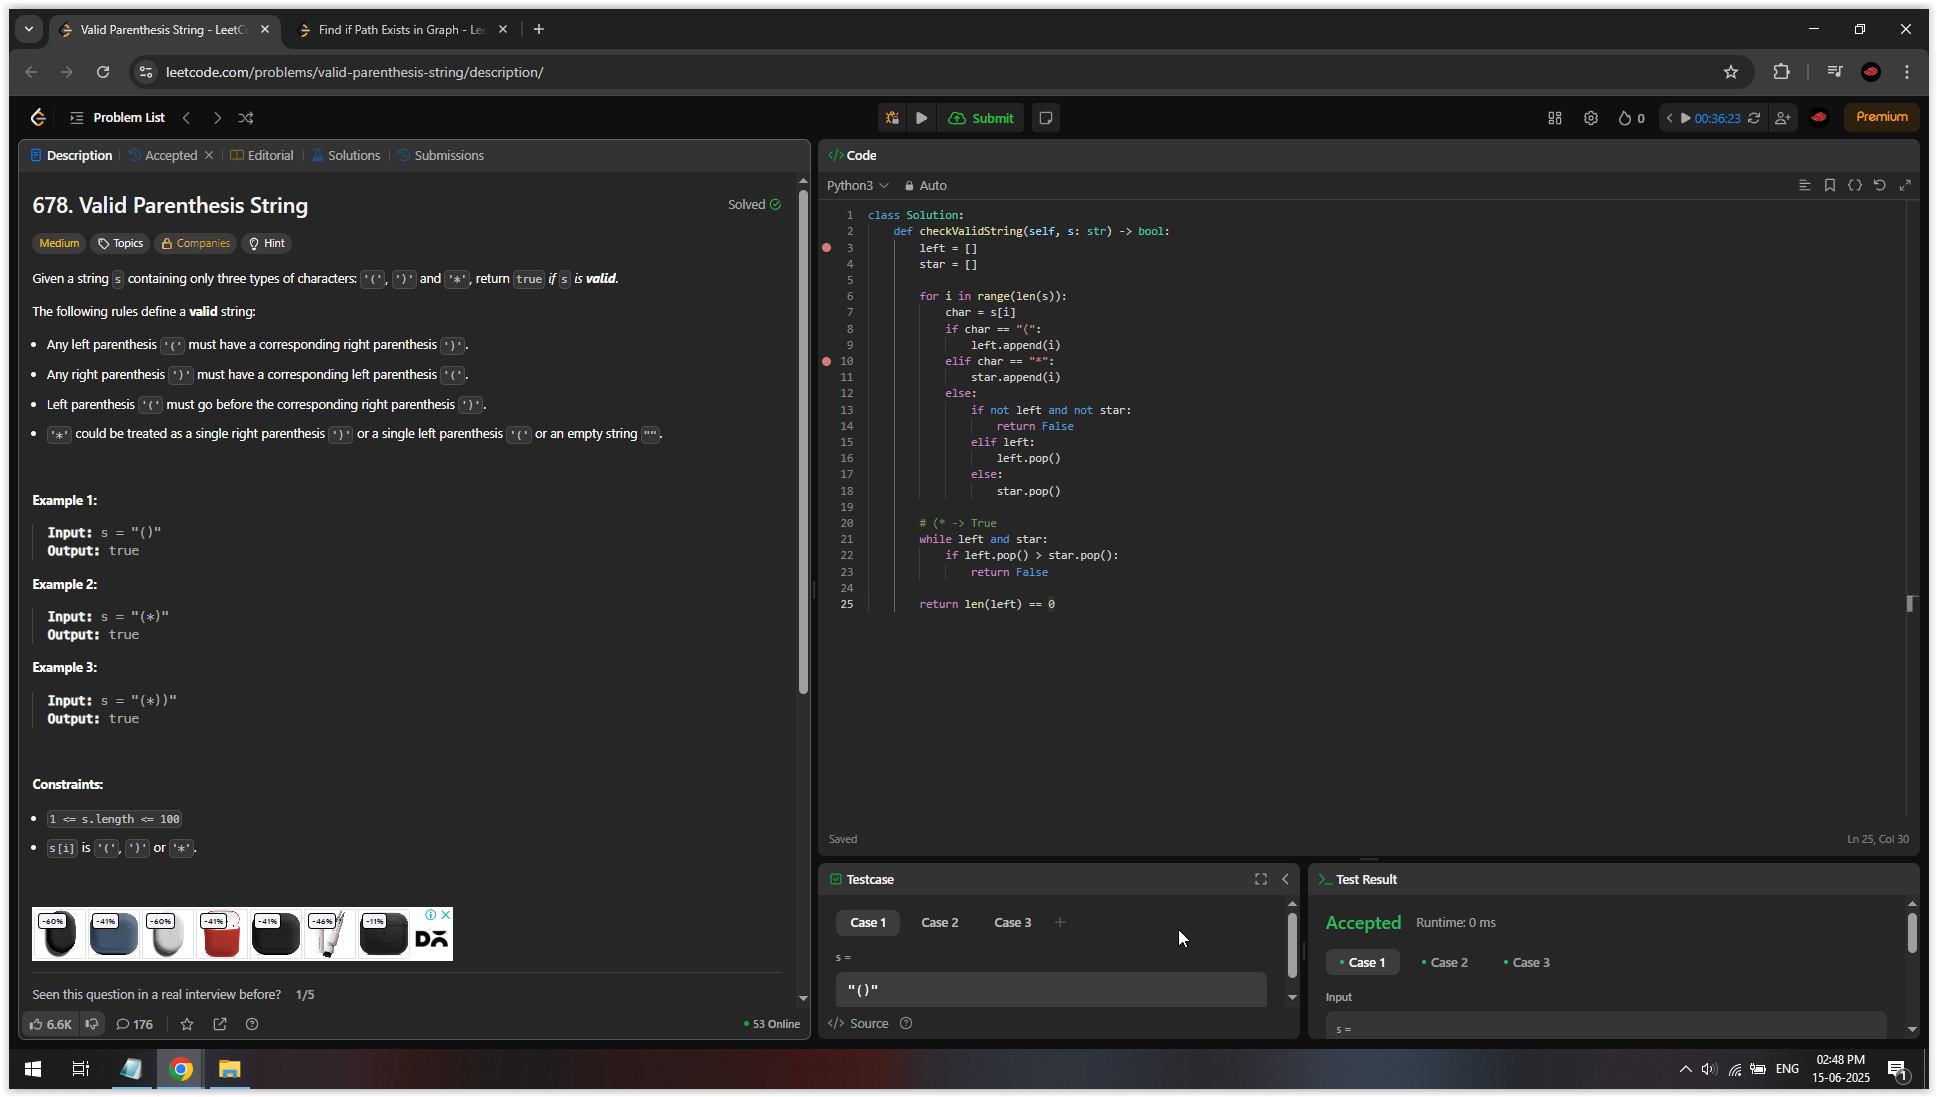 Valid Parenthesis String - LeetC
Find if Path Exists in Graph - Le
leetcode.com/problems/valid-parenthesis-string/description/
Problem List
Submit
0
00:36:23
Premium
Description
Accepted
Editorial
Solutions
Submissions
678. Valid Parenthesis String
Solved
Medium
Topics
Companies
Hint
Given a string s containing only three types of characters: '(', ')' and '*', return true if s is valid.
The following rules define a valid string:
• Any left parenthesis '(' must have a corresponding right parenthesis ')'.
• Any right parenthesis ')' must have a corresponding left parenthesis '('.
• Left parenthesis '(' must go before the corresponding right parenthesis ')'.
• '*' could be treated as a single right parenthesis ')' or a single left parenthesis '(' or an empty string "".
Example 1:
Input: s = "()"
Output: true
Example 2:
Input: s = "(*)"
Output: true
Example 3:
Input: s = "(*))"
Output: true
Constraints:
• 1 <= s.length <= 100
• s[i] is '(', ')' or '*'.
-60%
-41%
-60%
-41%
-41%
-46%
-11%
Seen this question in a real interview before? 1/5
6.6K
176
53 Online
</> Code
Python3
Auto
1 class Solution:
2 def checkValidString(self, s: str) -> bool:
3 left = []
4 star = []
5
6 for i in range(len(s)):
7 char = s[i]
8 if char == "(":
9 left.append(i)
10 elif char == "*":
11 star.append(i)
12 else:
13 if not left and not star:
14 return False
15 elif left:
16 left.pop()
17 else:
18 star.pop()
19
20 # (* -> True
21 while left and star:
22 if left.pop() > star.pop():
23 return False
24
25 return len(left) == 0
Saved
Ln 25, Col 30
Testcase
Case 1
Case 2
Case 3
+
s =
"()"
</> Source
>_ Test Result
Accepted
Runtime: 0 ms
• Case 1
• Case 2
• Case 3
Input
s =
ENG
02:48 PM
15-06-2025
1